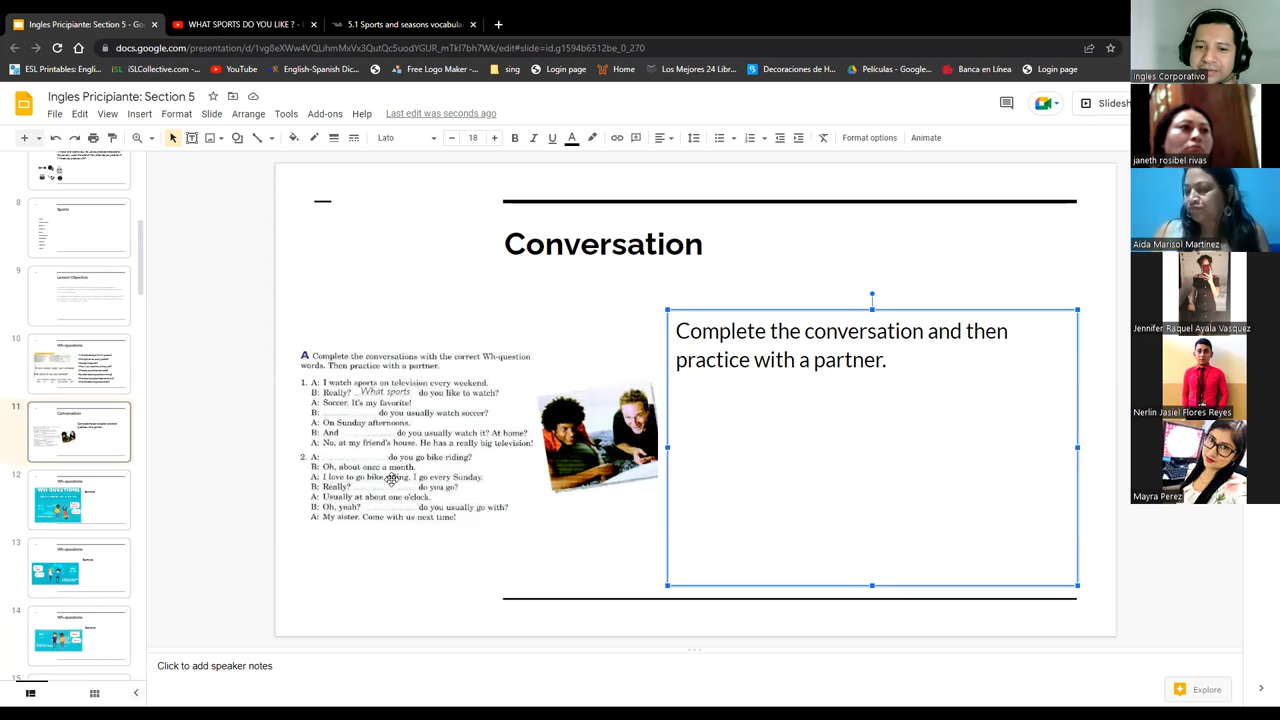 Ingles Pricipiante: Section 5 - Go
WHAT SPORTS DO YOU LIKE ? -
5.1 Sports and seasons vocabula
docs.google.com/presentation/d/1vg8eXWw4VQLihmMxVx3QutQc5uodYGUR_mTkI7bh7Wk/edit#slide=id.g1594b6512be_0_270
ESL Printables: Engli
iSLCollective.com
YouTube
English-Spanish Dic...
Free Logo Maker -...
sing
Login page
Home
Los Mejores 24 Libr...
Decoraciones de H...
Películas - Google...
Banca en Línea
Login page
Ingles Pricipiante: Section 5
File Edit View Insert Format Slide Arrange Tools Add-ons Help Last edit was seconds ago
Slidesh
Lato
18
Format options
Animate
8
Sports
9
Lesson Objective
10
Wh-questions
11
Conversation
12
WH QUESTIONS
13
Wh-questions
14
Wh-questions
15
Conversation
Complete the conversation and then
practice with a partner.
A Complete the conversations with the correct Wh-question
words. Then practice with a partner.
1. A: I watch sports on television every weekend.
B: Really? What sports do you like to watch?
A: Soccer. It's my favorite!
B: do you usually watch soccer?
A: On Sunday afternoons.
B: And do you usually watch it? At home?
A: No, at my friend's house. He has a really big television!
2. A: do you go bike riding?
B: Oh, about once a month.
A: I love to go bike riding. I go every Sunday.
B: Really? do you go?
A: Usually at about one o'clock.
B: Oh, yeah? do you usually go with?
A: My sister. Come with us next time!
Click to add speaker notes
Explore
Ingles Corporativo
janeth rosibel rivas
Aida Marisol Martinez
Jennifer Raquel Ayala Vasquez
Nerlin Jasiel Flores Reyes
Mayra Perez